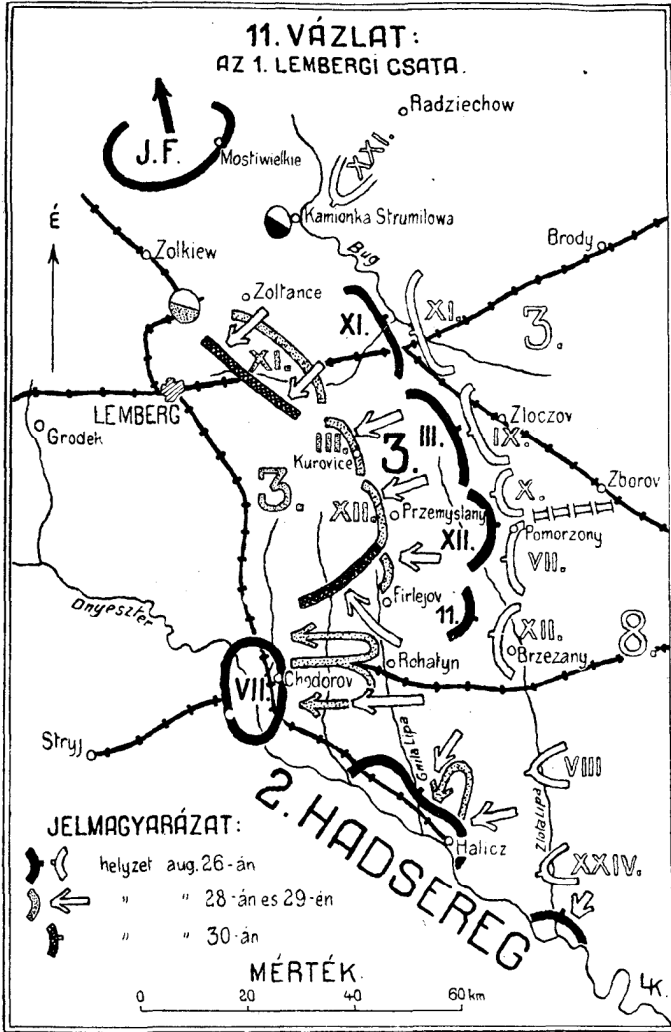 11. VÁZLAT:
AZ 1. LEMBERGI CSATA.
Radziechow
J.F.
Mostiwielkie
XXI.
É
Kamionka Strumilowa
Bug
Brody
Zolkiew
Zoltance
XI.
XI.
3.
XI.
LEMBERG
Grodek
III.
Kurovice
3.
III.
Zloczov
IX.
3.
XII.
Przemyslany
XII.
X.
Zborov
Pomorzony
VII.
Dnyeszter
Firlejov
11.
XII.
Brzezany
8.
VII.
Chodorov
Rohatyn
Stryj
Gnila Lipa
Zlota Lipa
VIII
2. HADSEREG
Halicz
XXIV.
JELMAGYARÁZAT:
helyzet aug. 26-án
" " 28-án es 29-én
" " 30-án
MÉRTÉK.
0 20 40 60 km